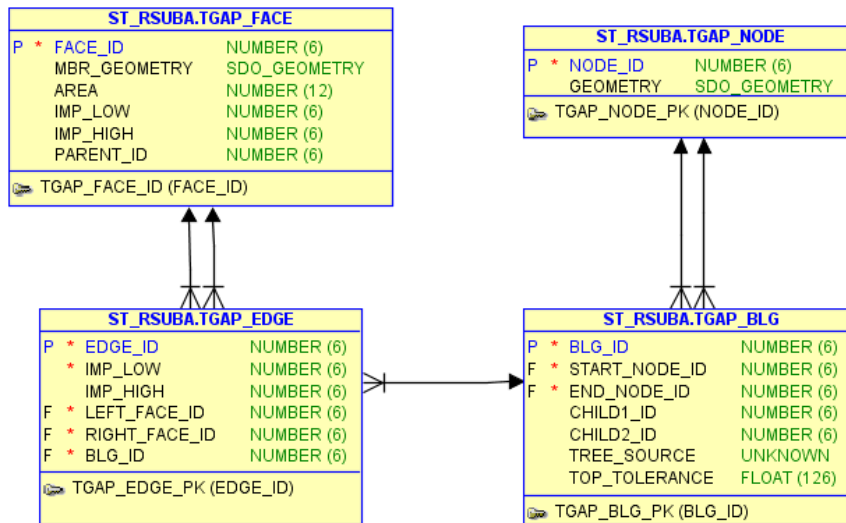 ST_RSUBA.TGAP_FACE
P * FACE_ID NUMBER (6)
MBR_GEOMETRY SDO_GEOMETRY
AREA NUMBER (12)
IMP_LOW NUMBER (6)
IMP_HIGH NUMBER (6)
PARENT_ID NUMBER (6)
TGAP_FACE_ID (FACE_ID)
ST_RSUBA.TGAP_NODE
P * NODE_ID NUMBER (6)
GEOMETRY SDO_GEOMETRY
TGAP_NODE_PK (NODE_ID)
ST_RSUBA.TGAP_EDGE
P * EDGE_ID NUMBER (6)
* IMP_LOW NUMBER (6)
IMP_HIGH NUMBER (6)
F * LEFT_FACE_ID NUMBER (6)
F * RIGHT_FACE_ID NUMBER (6)
F * BLG_ID NUMBER (6)
TGAP_EDGE_PK (EDGE_ID)
ST_RSUBA.TGAP_BLG
P * BLG_ID NUMBER (6)
F * START_NODE_ID NUMBER (6)
F * END_NODE_ID NUMBER (6)
CHILD1_ID NUMBER (6)
CHILD2_ID NUMBER (6)
TREE_SOURCE UNKNOWN
TOP_TOLERANCE FLOAT (126)
TGAP_BLG_PK (BLG_ID)